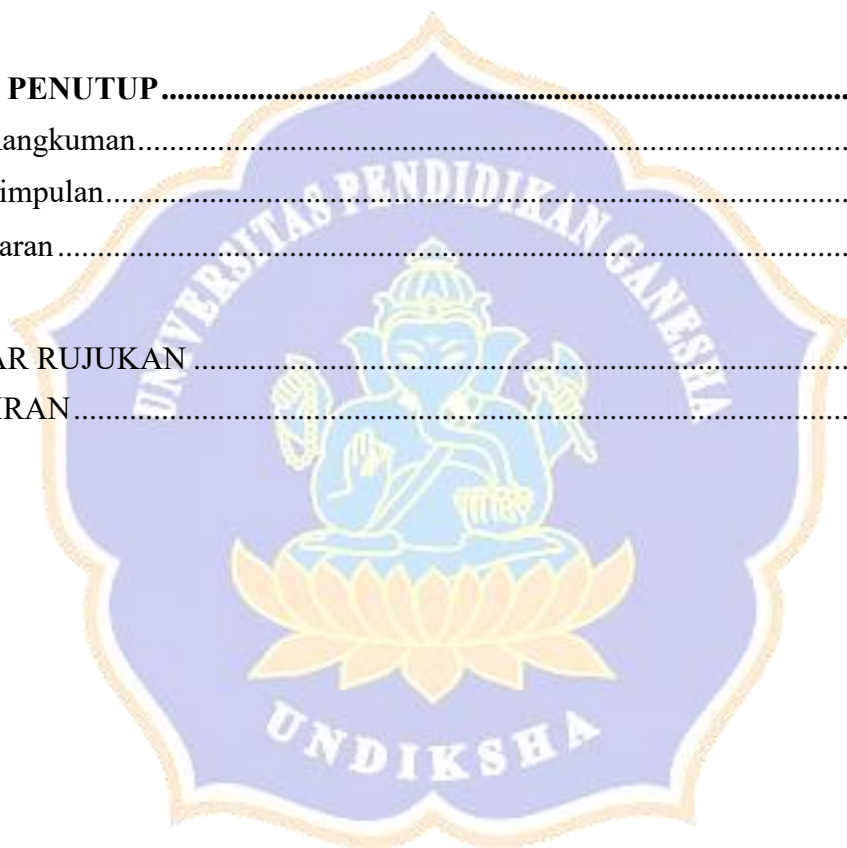 PENUTUP
angkuman
impulan
aran
AR RUJUKAN
IRAN
UNIVERSITAS PENDIDIKAN GANESHA
UNDIKSHA